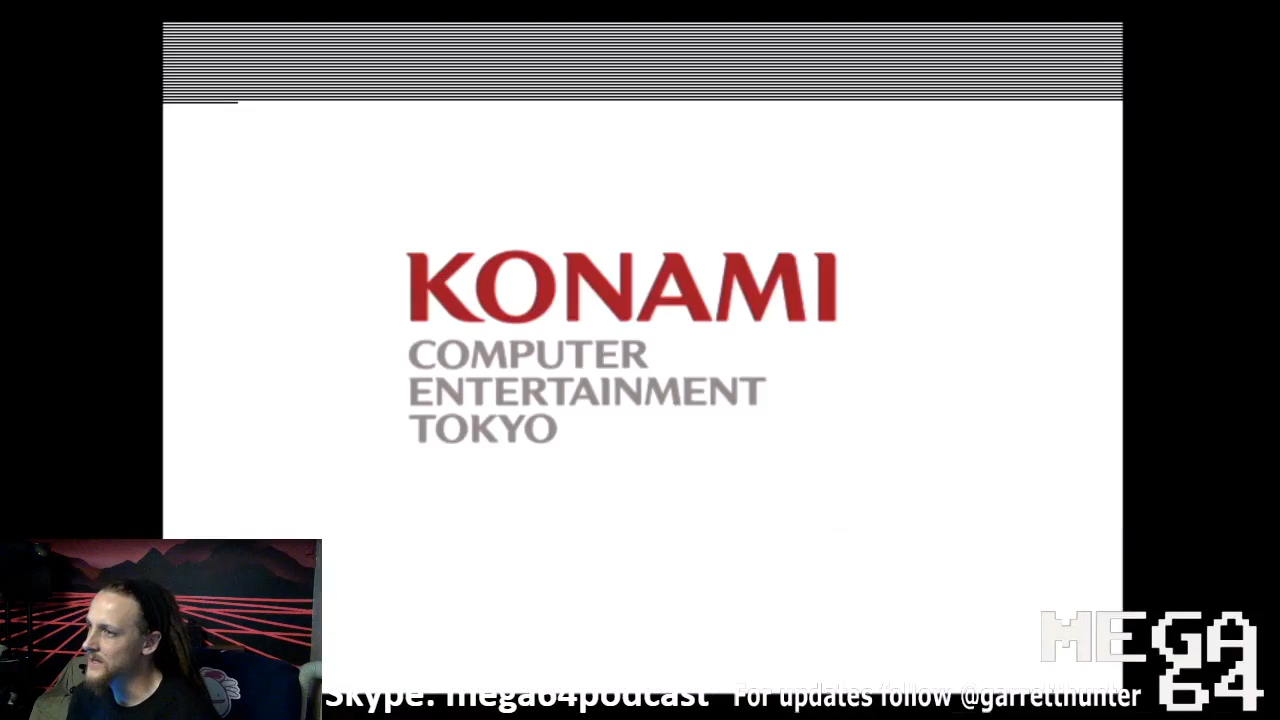 KONAMI
COMPUTER
ENTERTAINMENT
TOKYO
MEGA
64
Skype: mega64podcast For updates follow @garretthunter